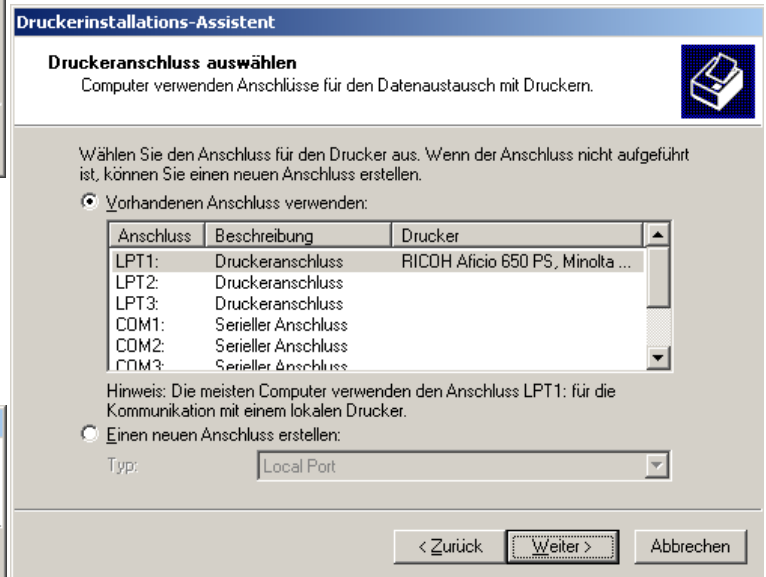 Druckerinstallations-Assistent
Druckeranschluss auswählen
Computer verwenden Anschlüsse für den Datenaustausch mit Druckern.
Wählen Sie den Anschluss für den Drucker aus. Wenn der Anschluss nicht aufgeführt
ist, können Sie einen neuen Anschluss erstellen.
Vorhandenen Anschluss verwenden:
Anschluss Beschreibung Drucker
LPT1: Druckeranschluss RICOH Aficio 650 PS, Minolta ...
LPT2: Druckeranschluss
LPT3: Druckeranschluss
COM1: Serieller Anschluss
COM2: Serieller Anschluss
COM3: Serieller Anschluss
Hinweis: Die meisten Computer verwenden den Anschluss LPT1: für die
Kommunikation mit einem lokalen Drucker.
Einen neuen Anschluss erstellen:
Typ: Local Port
< Zurück Weiter > Abbrechen